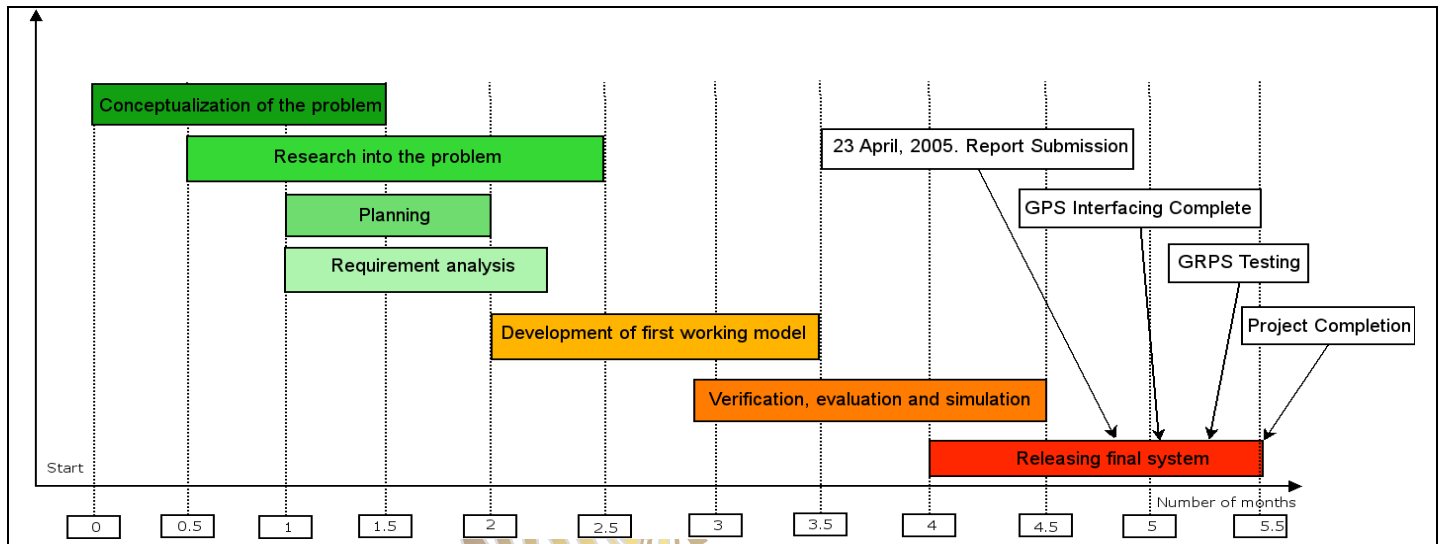 Conceptualization of the problem
Research into the problem
23 April, 2005. Report Submission
Planning
GPS Interfacing Complete
Requirement analysis
GRPS Testing
Development of first working model
Project Completion
Verification, evaluation and simulation
Releasing final system
Start
Number of months
0 0.5 1 1.5 2 2.5 3 3.5 4 4.5 5 5.5